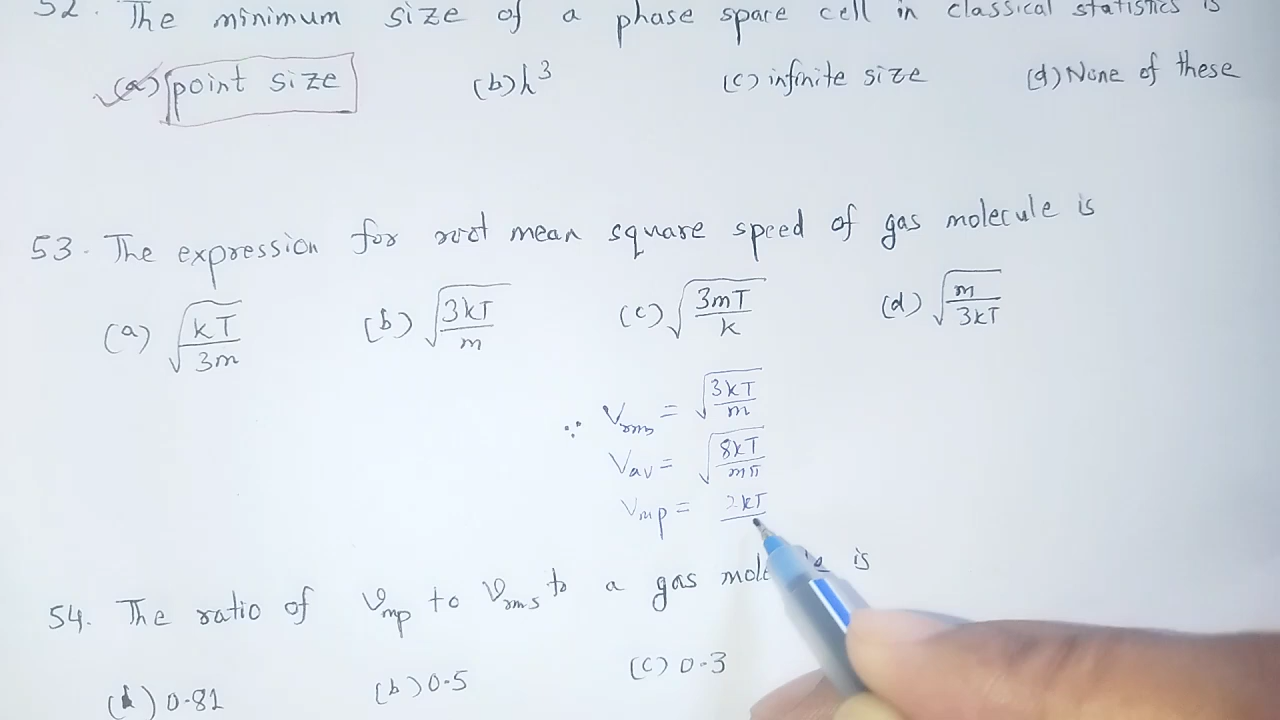 52. The minimum size of a phase space cell in classical statistics is
(a) point size (b) h³ (c) infinite size (d) None of these
53. The expression for root mean square speed of gas molecule is
(a) √(kT/3m) (b) √(3kT/m) (c) √(3mT/k) (d) √(m/3kT)
∵ Vrms = √(3kT/m)
Vav = √(8kT/mπ)
Vmp = 2kT
54. The ratio of Vmp to Vrms to a gas is
0.81 (b) 0.5 (c) 0.3